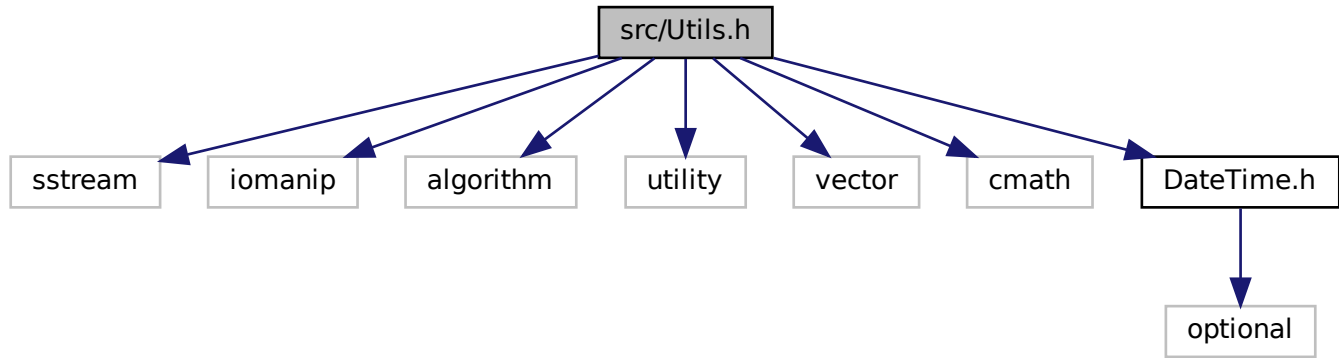 src/Utils.h
sstream
iomanip
algorithm
utility
vector
cmath
DateTime.h
optional